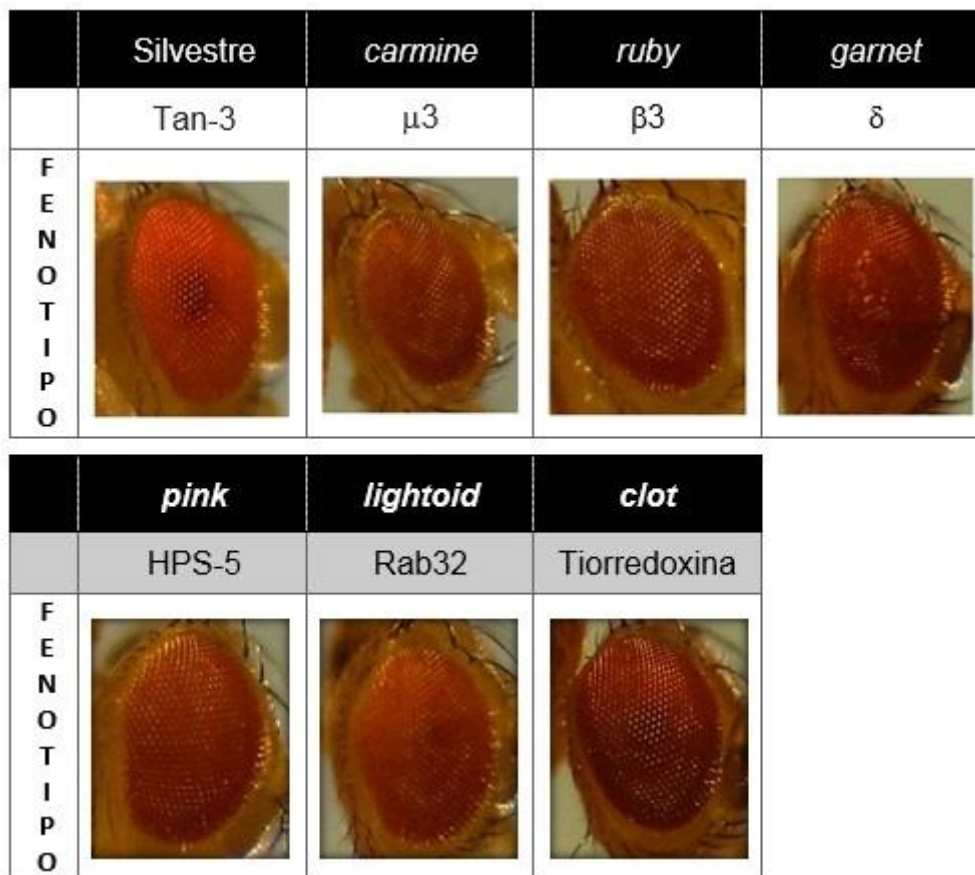 Silvestre carmine ruby garnet
Tan-3 μ3 β3 δ
FENOTIPO
pink lightoid clot
HPS-5 Rab32 Tiorredoxina
FENOTIPO